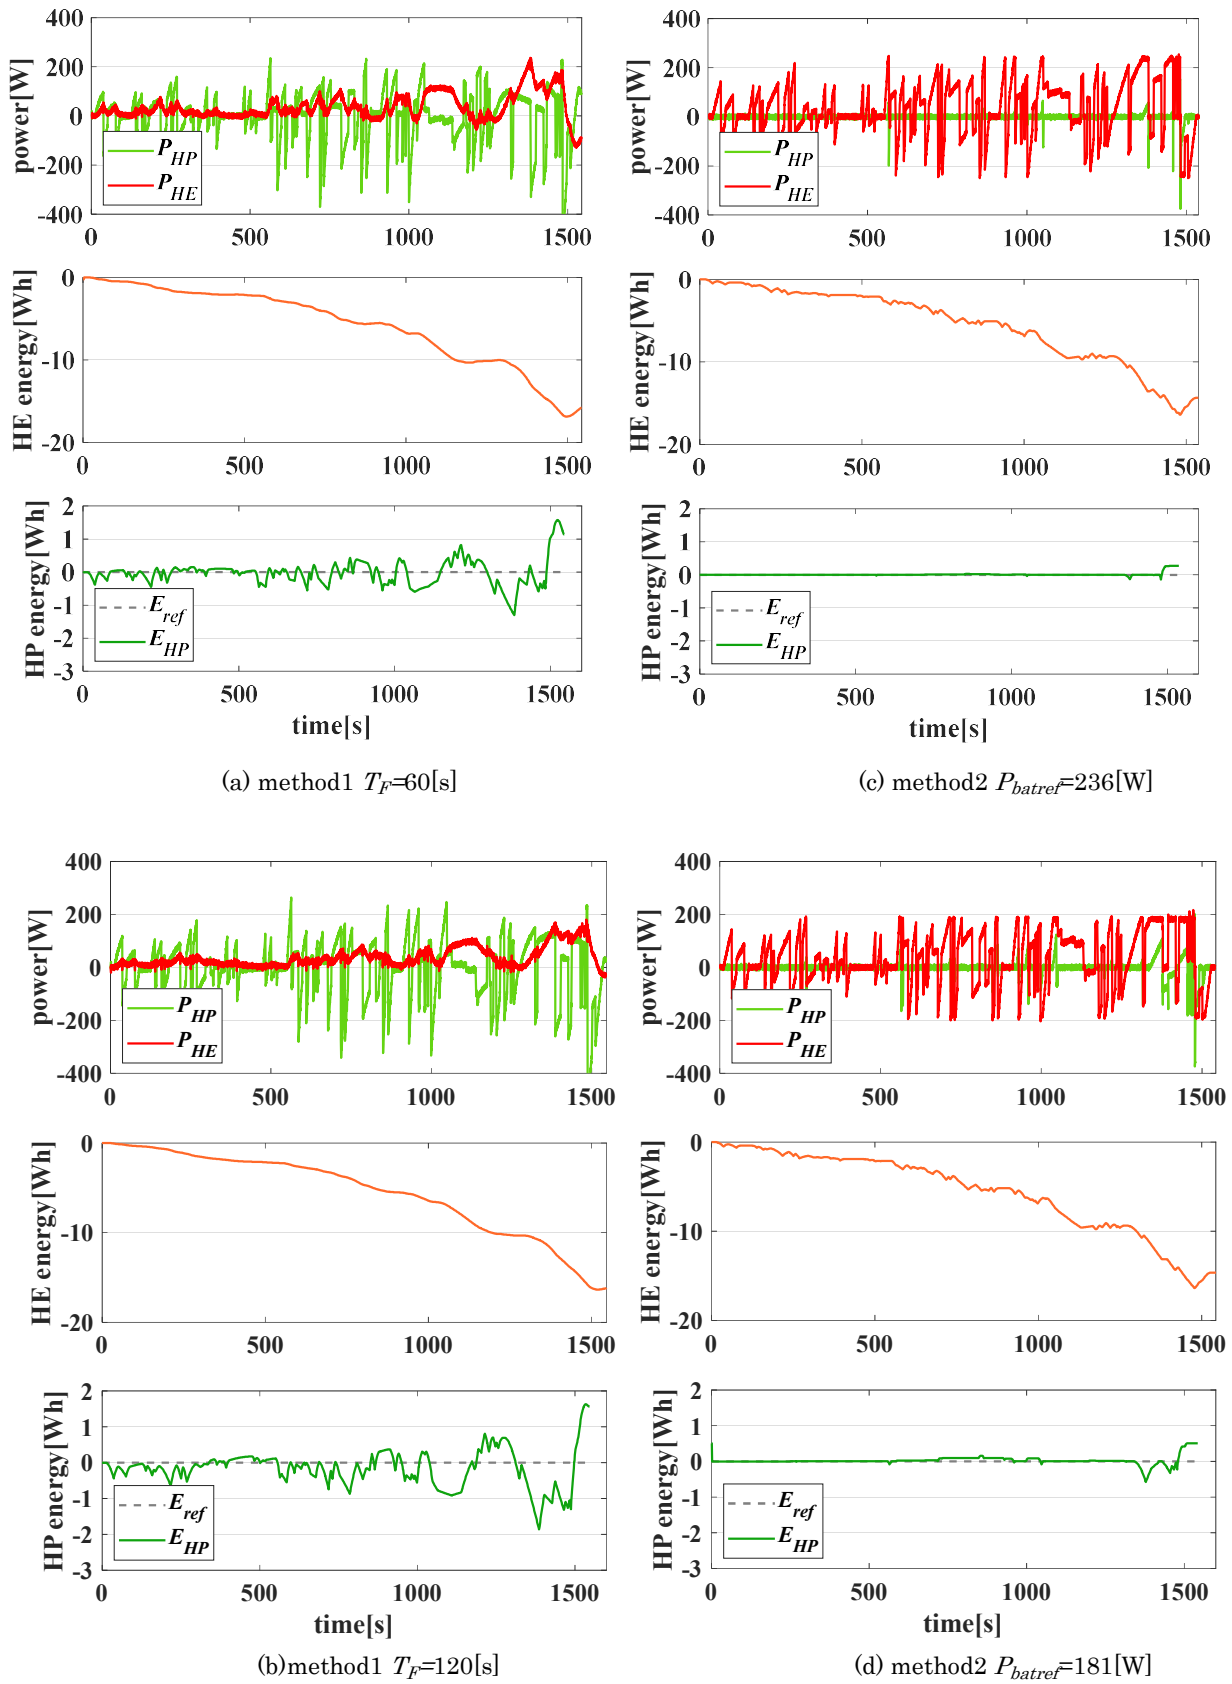 400
200
0
-200
-400
power[W]
P_HP
P_HE
0 500 1000 1500
0
-10
-20
HE energy[Wh]
0 500 1000 1500
2
1
0
-1
-2
-3
HP energy[Wh]
E_ref
E_HP
0 500 1000 1500
time[s]
(a) method1 T_F=60[s]
400
200
0
-200
-400
power[W]
P_HP
P_HE
0 500 1000 1500
0
-10
-20
HE energy[Wh]
0 500 1000 1500
2
1
0
-1
-2
-3
HP energy[Wh]
E_ref
E_HP
0 500 1000 1500
time[s]
(c) method2 P_batref=236[W]
400
200
0
-200
-400
power[W]
P_HP
P_HE
0 500 1000 1500
0
-10
-20
HE energy[Wh]
0 500 1000 1500
2
1
0
-1
-2
-3
HP energy[Wh]
E_ref
E_HP
0 500 1000 1500
time[s]
(b)method1 T_F=120[s]
400
200
0
-200
-400
power[W]
P_HP
P_HE
0 500 1000 1500
0
-10
-20
HE energy[Wh]
0 500 1000 1500
2
1
0
-1
-2
-3
HP energy[Wh]
E_ref
E_HP
0 500 1000 1500
time[s]
(d) method2 P_batref=181[W]